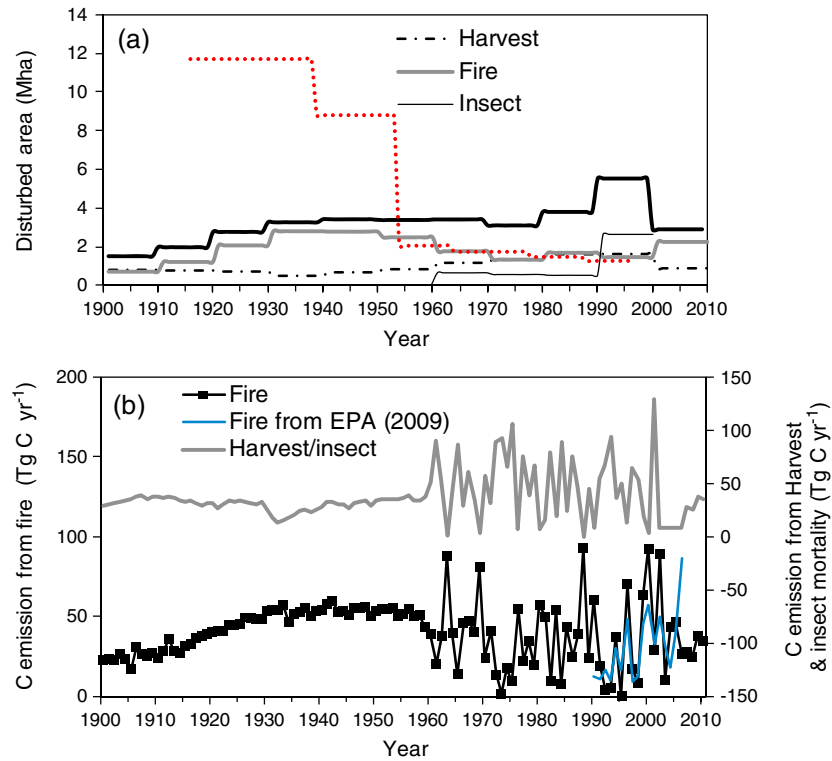 (a)
Harvest
Fire
Insect
Disturbed area (Mha)
14
12
10
8
6
4
2
0
1900 1910 1920 1930 1940 1950 1960 1970 1980 1990 2000 2010
Year
(b)
Fire
Fire from EPA (2009)
Harvest/insect
C emission from fire (Tg C yr-1)
200
150
100
50
0
150
100
50
0
-50
-100
-150
C emission from Harvest
& insect mortality (Tg C yr-1)
1900 1910 1920 1930 1940 1950 1960 1970 1980 1990 2000 2010
Year